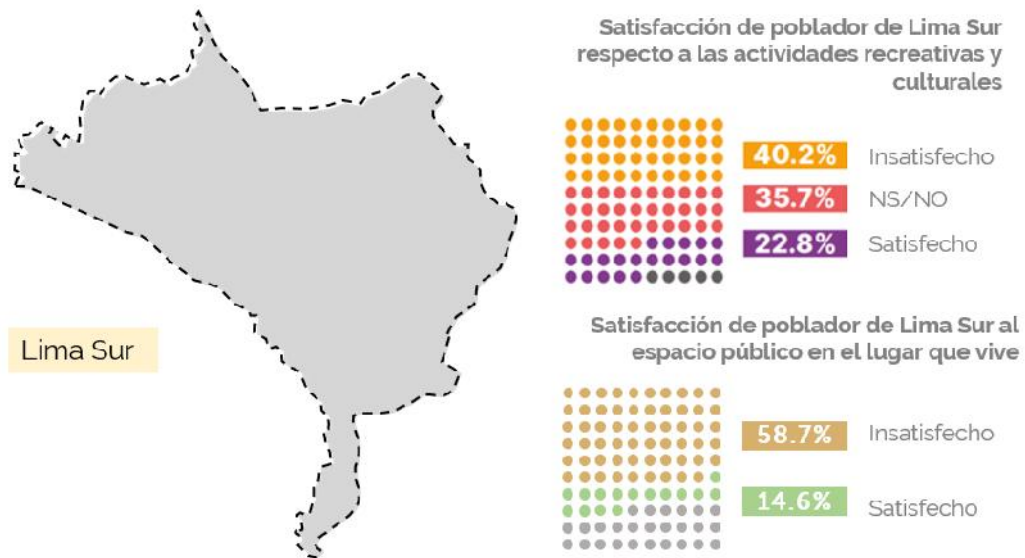 Satisfacción de poblador de Lima Sur
respecto a las actividades recreativas y
culturales
40.2% Insatisfecho
35.7% NS/NO
22.8% Satisfecho
Lima Sur
Satisfacción de poblador de Lima Sur al
espacio público en el lugar que vive
58.7% Insatisfecho
14.6% Satisfecho